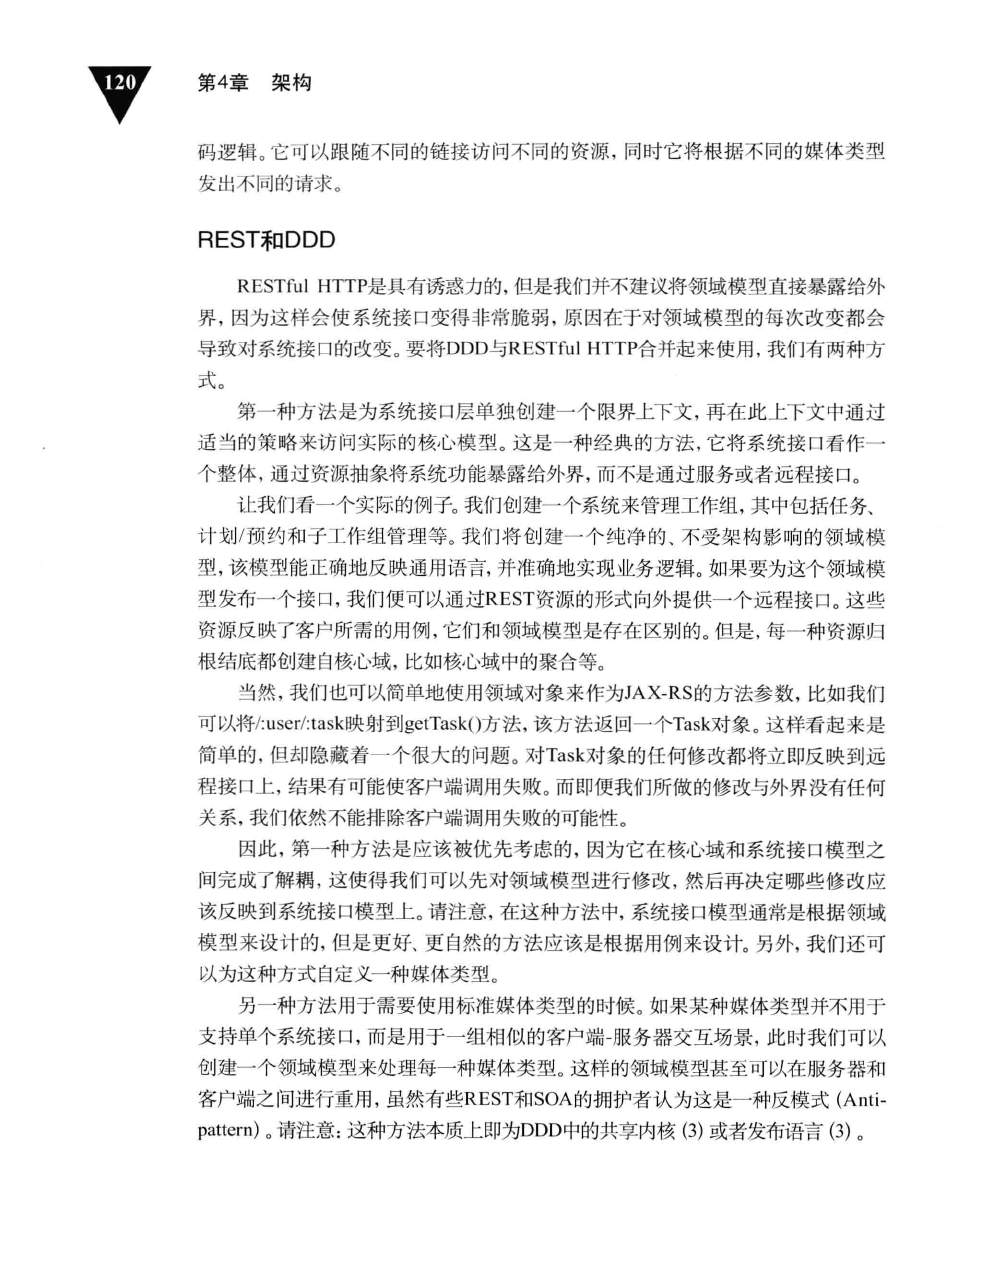 120
第4章 架构
码逻辑。它可以跟随不同的链接访问不同的资源，同时它将根据不同的媒体类型
发出不同的请求。
REST和DDD
RESTful HTTP是具有诱惑力的，但是我们并不建议将领域模型直接暴露给外
界，因为这样会使系统接口变得非常脆弱，原因在于对领域模型的每次改变都会
导致对系统接口的改变。要将DDD与RESTful HTTP合并起来使用，我们有两种方
式。
第一种方法是为系统接口层单独创建一个限界上下文，再在此上下文中通过
适当的策略来访问实际的核心模型。这是一种经典的方法，它将系统接口看作一
个整体，通过资源抽象将系统功能暴露给外界，而不是通过服务或者远程接口。
让我们看一个实际的例子。我们创建一个系统来管理工作组，其中包括任务、
计划/预约和子工作组管理等。我们将创建一个纯净的、不受架构影响的领域模
型，该模型能正确地反映通用语言，并准确地实现业务逻辑。如果要为这个领域模
型发布一个接口，我们便可以通过REST资源的形式向外提供一个远程接口。这些
资源反映了客户所需的用例，它们和领域模型是存在区别的。但是，每一种资源归
根结底都创建自核心域，比如核心域中的聚合等。
当然，我们也可以简单地使用领域对象来作为JAX-RS的方法参数，比如我们
可以将/:user/:task映射到getTask()方法，该方法返回一个Task对象。这样看起来是
简单的，但却隐藏着一个很大的问题。对Task对象的任何修改都将立即反映到远
程接口上，结果有可能使客户端调用失败。而即便我们所做的修改与外界没有任何
关系，我们依然不能排除客户端调用失败的可能性。
因此，第一种方法是应该被优先考虑的，因为它在核心域和系统接口模型之
间完成了解耦，这使得我们可以先对领域模型进行修改，然后再决定哪些修改应
该反映到系统接口模型上。请注意，在这种方法中，系统接口模型通常是根据领域
模型来设计的，但是更好、更自然的方法应该是根据用例来设计。另外，我们还可
以为这种方式自定义一种媒体类型。
另一种方法用于需要使用标准媒体类型的时候。如果某种媒体类型并不用于
支持单个系统接口，而是用于一组相似的客户端-服务器交互场景，此时我们可以
创建一个领域模型来处理每一种媒体类型。这样的领域模型甚至可以在服务器和
客户端之间进行重用，虽然有些REST和SOA的拥护者认为这是一种反模式（Anti-
pattern）。请注意：这种方法本质上即为DDD中的共享内核（3）或者发布语言（3）。